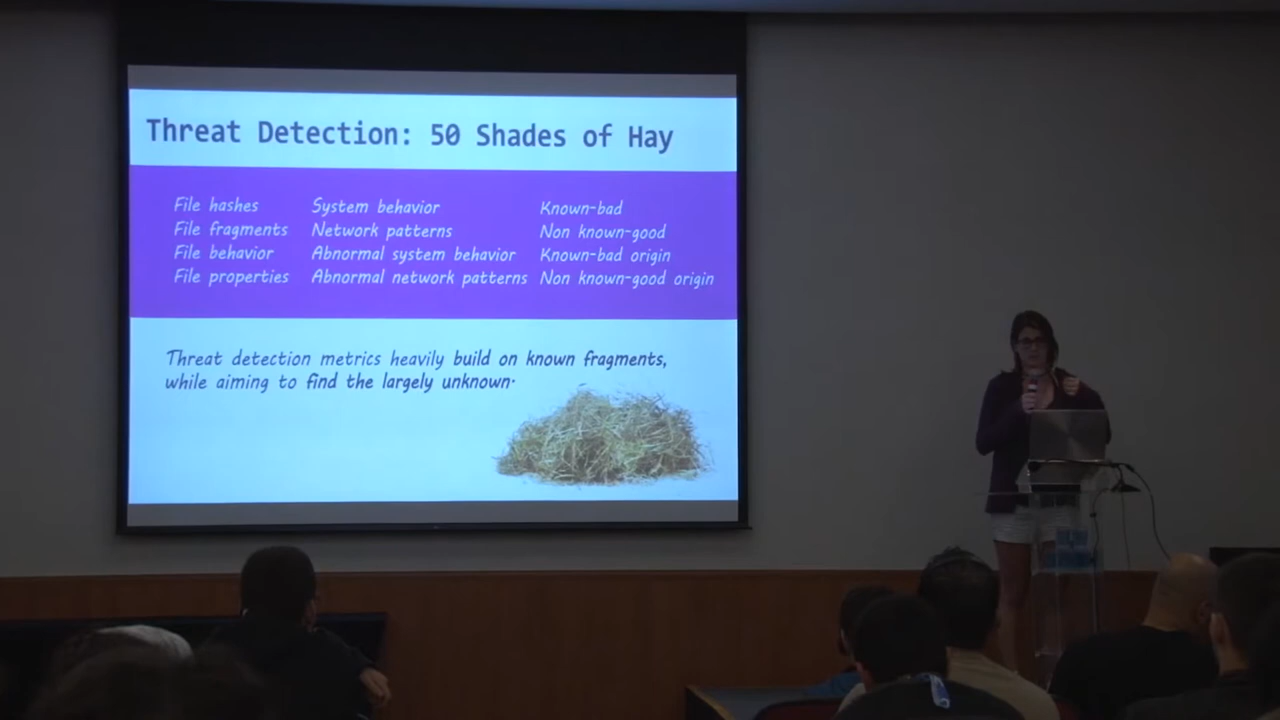 Threat Detection: 50 Shades of Hay
File hashes
File fragments
File behavior
File properties
System behavior
Network patterns
Abnormal system behavior
Abnormal network patterns
Known-bad
Non known-good
Known-bad origin
Non known-good origin
Threat detection metrics heavily build on known fragments,
while aiming to find the largely unknown.